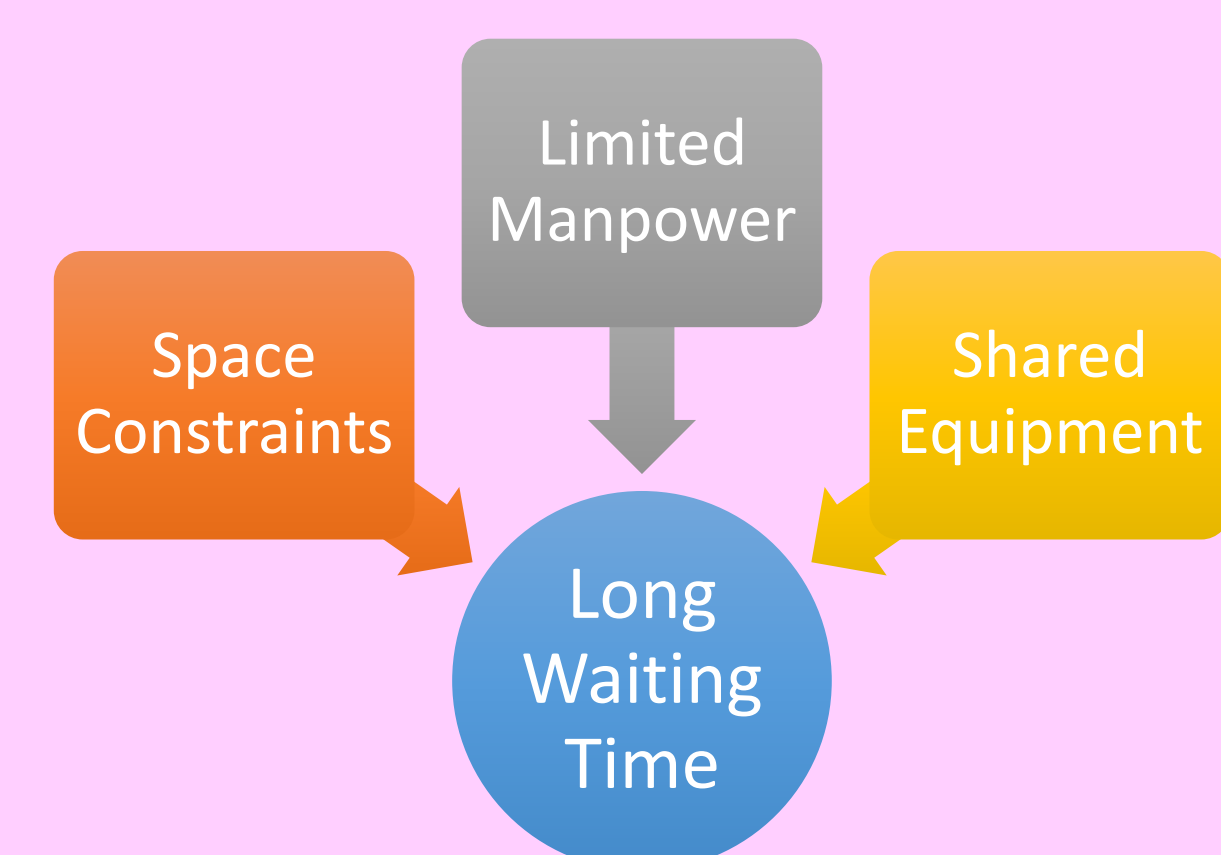 Limited
Manpower
Space
Constraints
Shared
Equipment
Long
Waiting
Time